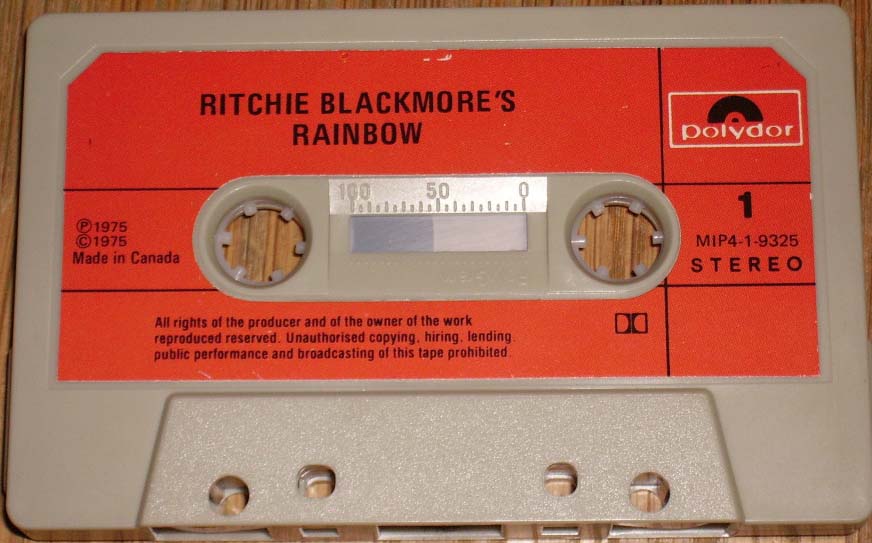 RITCHIE BLACKMORE'S
RAINBOW
polydor
100 50 0
1
MIP4-1-9325
STEREO
Ⓟ1975
©1975
Made in Canada
All rights of the producer and of the owner of the work
reproduced reserved. Unauthorised copying, hiring, lending,
public performance and broadcasting of this tape prohibited.